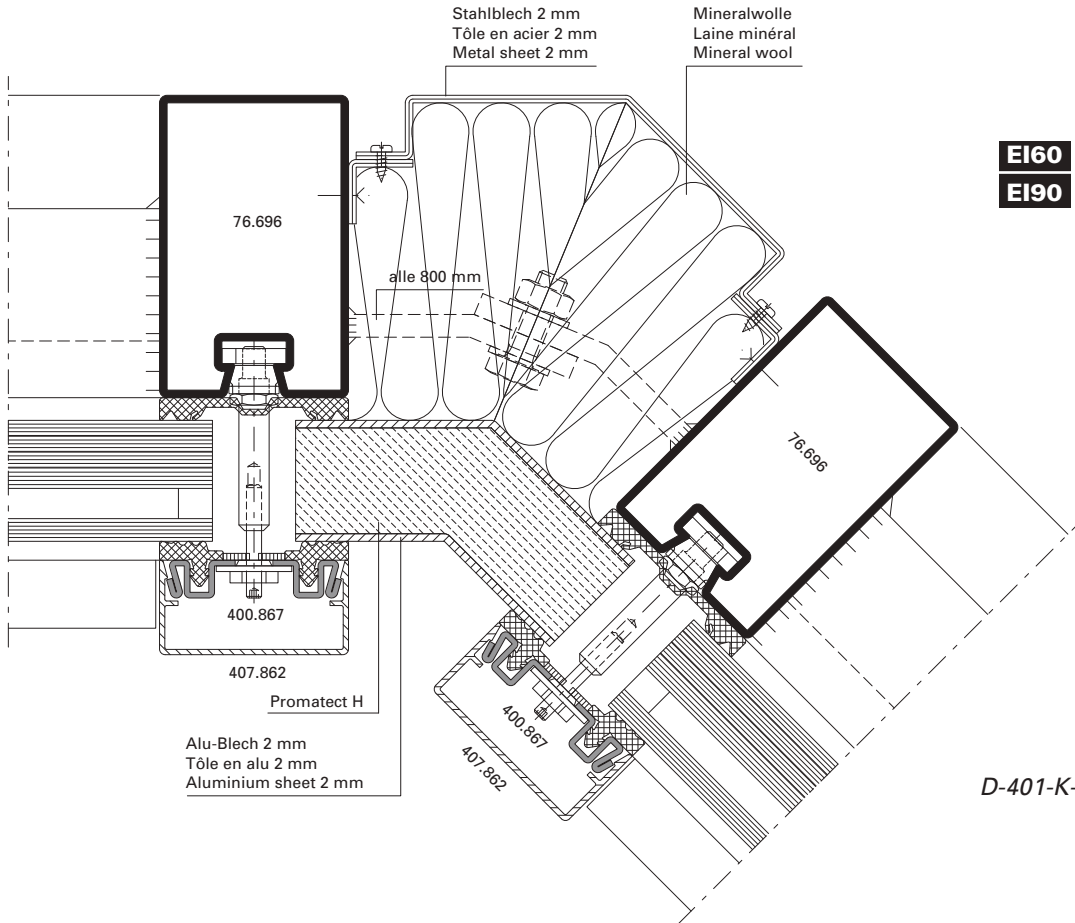 Stahlblech 2 mm
Tôle en acier 2 mm
Metal sheet 2 mm
Mineralwolle
Laine minéral
Mineral wool
EI60
EI90
76.696
alle 800 mm
76.696
400.867
407.862
400.867
407.862
Promatect H
Alu-Blech 2 mm
Tôle en alu 2 mm
Aluminium sheet 2 mm
D-401-K-